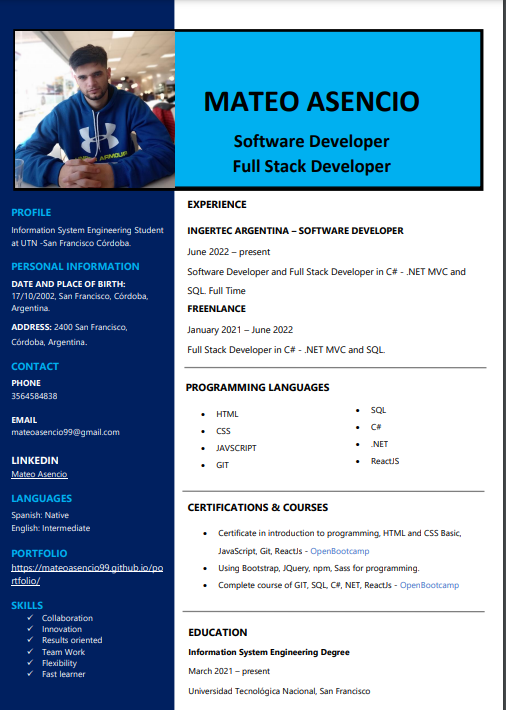 MATEO ASENCIO
Software Developer
Full Stack Developer
UNDER ARMOUR
PROFILE
Information System Engineering Student
at UTN -San Francisco Córdoba.
PERSONAL INFORMATION
DATE AND PLACE OF BIRTH:
17/10/2002, San Francisco, Córdoba,
Argentina.
ADDRESS: 2400 San Francisco,
Córdoba, Argentina.
CONTACT
PHONE
3564584838
EMAIL
mateoasencio99@gmail.com
LINKEDIN
Mateo Asencio
LANGUAGES
Spanish: Native
English: Intermediate
PORTFOLIO
https://mateoasencio99.github.io/po
rtfolio/
SKILLS
✓ Collaboration
✓ Innovation
✓ Results oriented
✓ Team Work
✓ Flexibility
✓ Fast learner
EXPERIENCE
INGERTEC ARGENTINA – SOFTWARE DEVELOPER
June 2022 – present
Software Developer and Full Stack Developer in C# - .NET MVC and
SQL. Full Time
FREENLANCE
January 2021 – June 2022
Full Stack Developer in C# - .NET MVC and SQL.
PROGRAMMING LANGUAGES
• HTML
• CSS
• JAVSCRIPT
• GIT
• SQL
• C#
• .NET
• ReactJS
CERTIFICATIONS & COURSES
• Certificate in introduction to programming, HTML and CSS Basic,
JavaScript, Git, ReactJs - OpenBootcamp
• Using Bootstrap, JQuery, npm, Sass for programming.
• Complete course of GIT, SQL, C#, NET, ReactJs - OpenBootcamp
EDUCATION
Information System Engineering Degree
March 2021 – present
Universidad Tecnológica Nacional, San Francisco